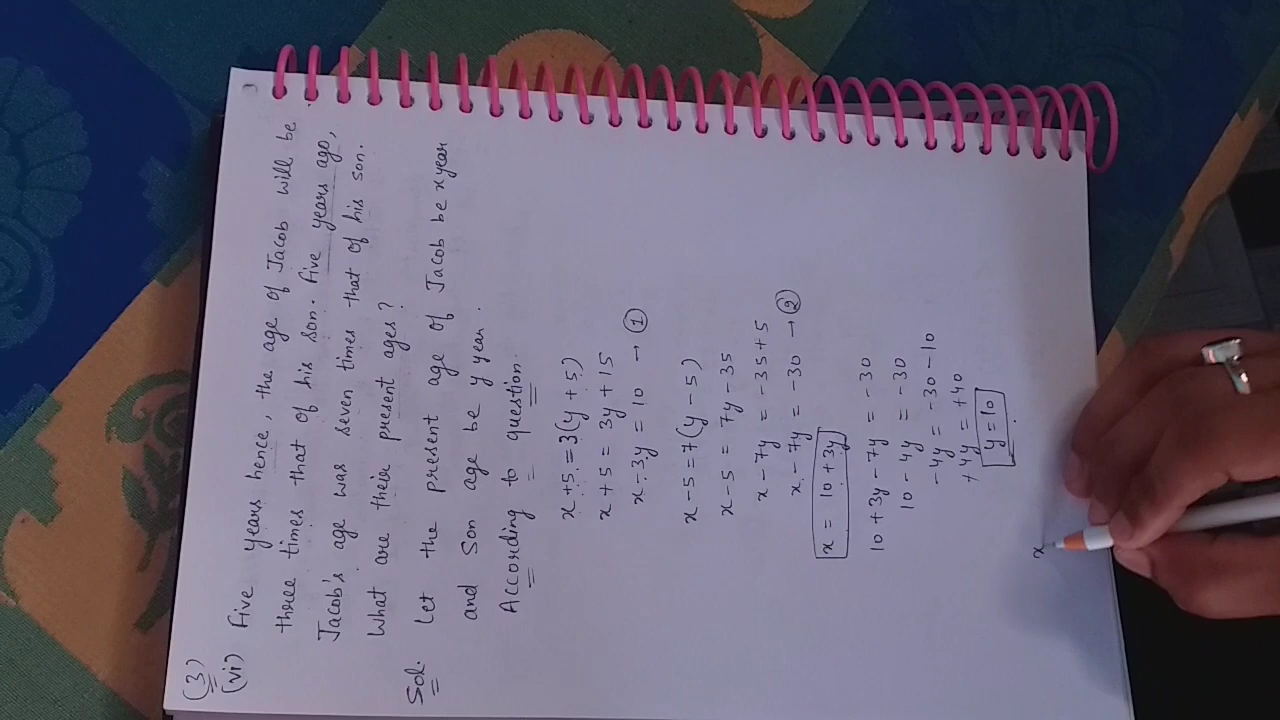 (3)
(vi) Five years hence, the age of Jacob will be
three times that of his son. Five years ago,
Jacob's age was seven times that of his son.
What are their present ages?
Sol. Let the present age of Jacob be x year
and Son age be y year.
According to question.
x+5 = 3(y+5)
x+5 = 3y+15
x-3y = 10 → ①
x-5 = 7(y-5)
x-5 = 7y-35
x-7y = -35+5
x-7y = -30 → ②
x = 10+3y
10+3y-7y = -30
10-4y = -30
-4y = -30-10
+4y = +40
y=10
x